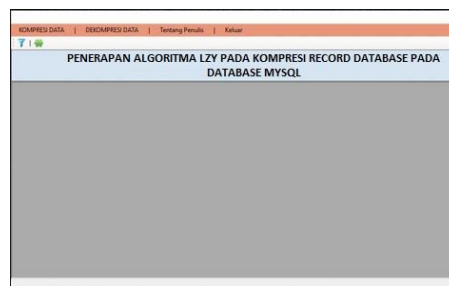 KOMPRESI DATA | DEKOMPRESI DATA | Tentang Penulis | Keluar
PENERAPAN ALGORITMA LZY PADA KOMPRESI RECORD DATABASE PADA
DATABASE MYSQL